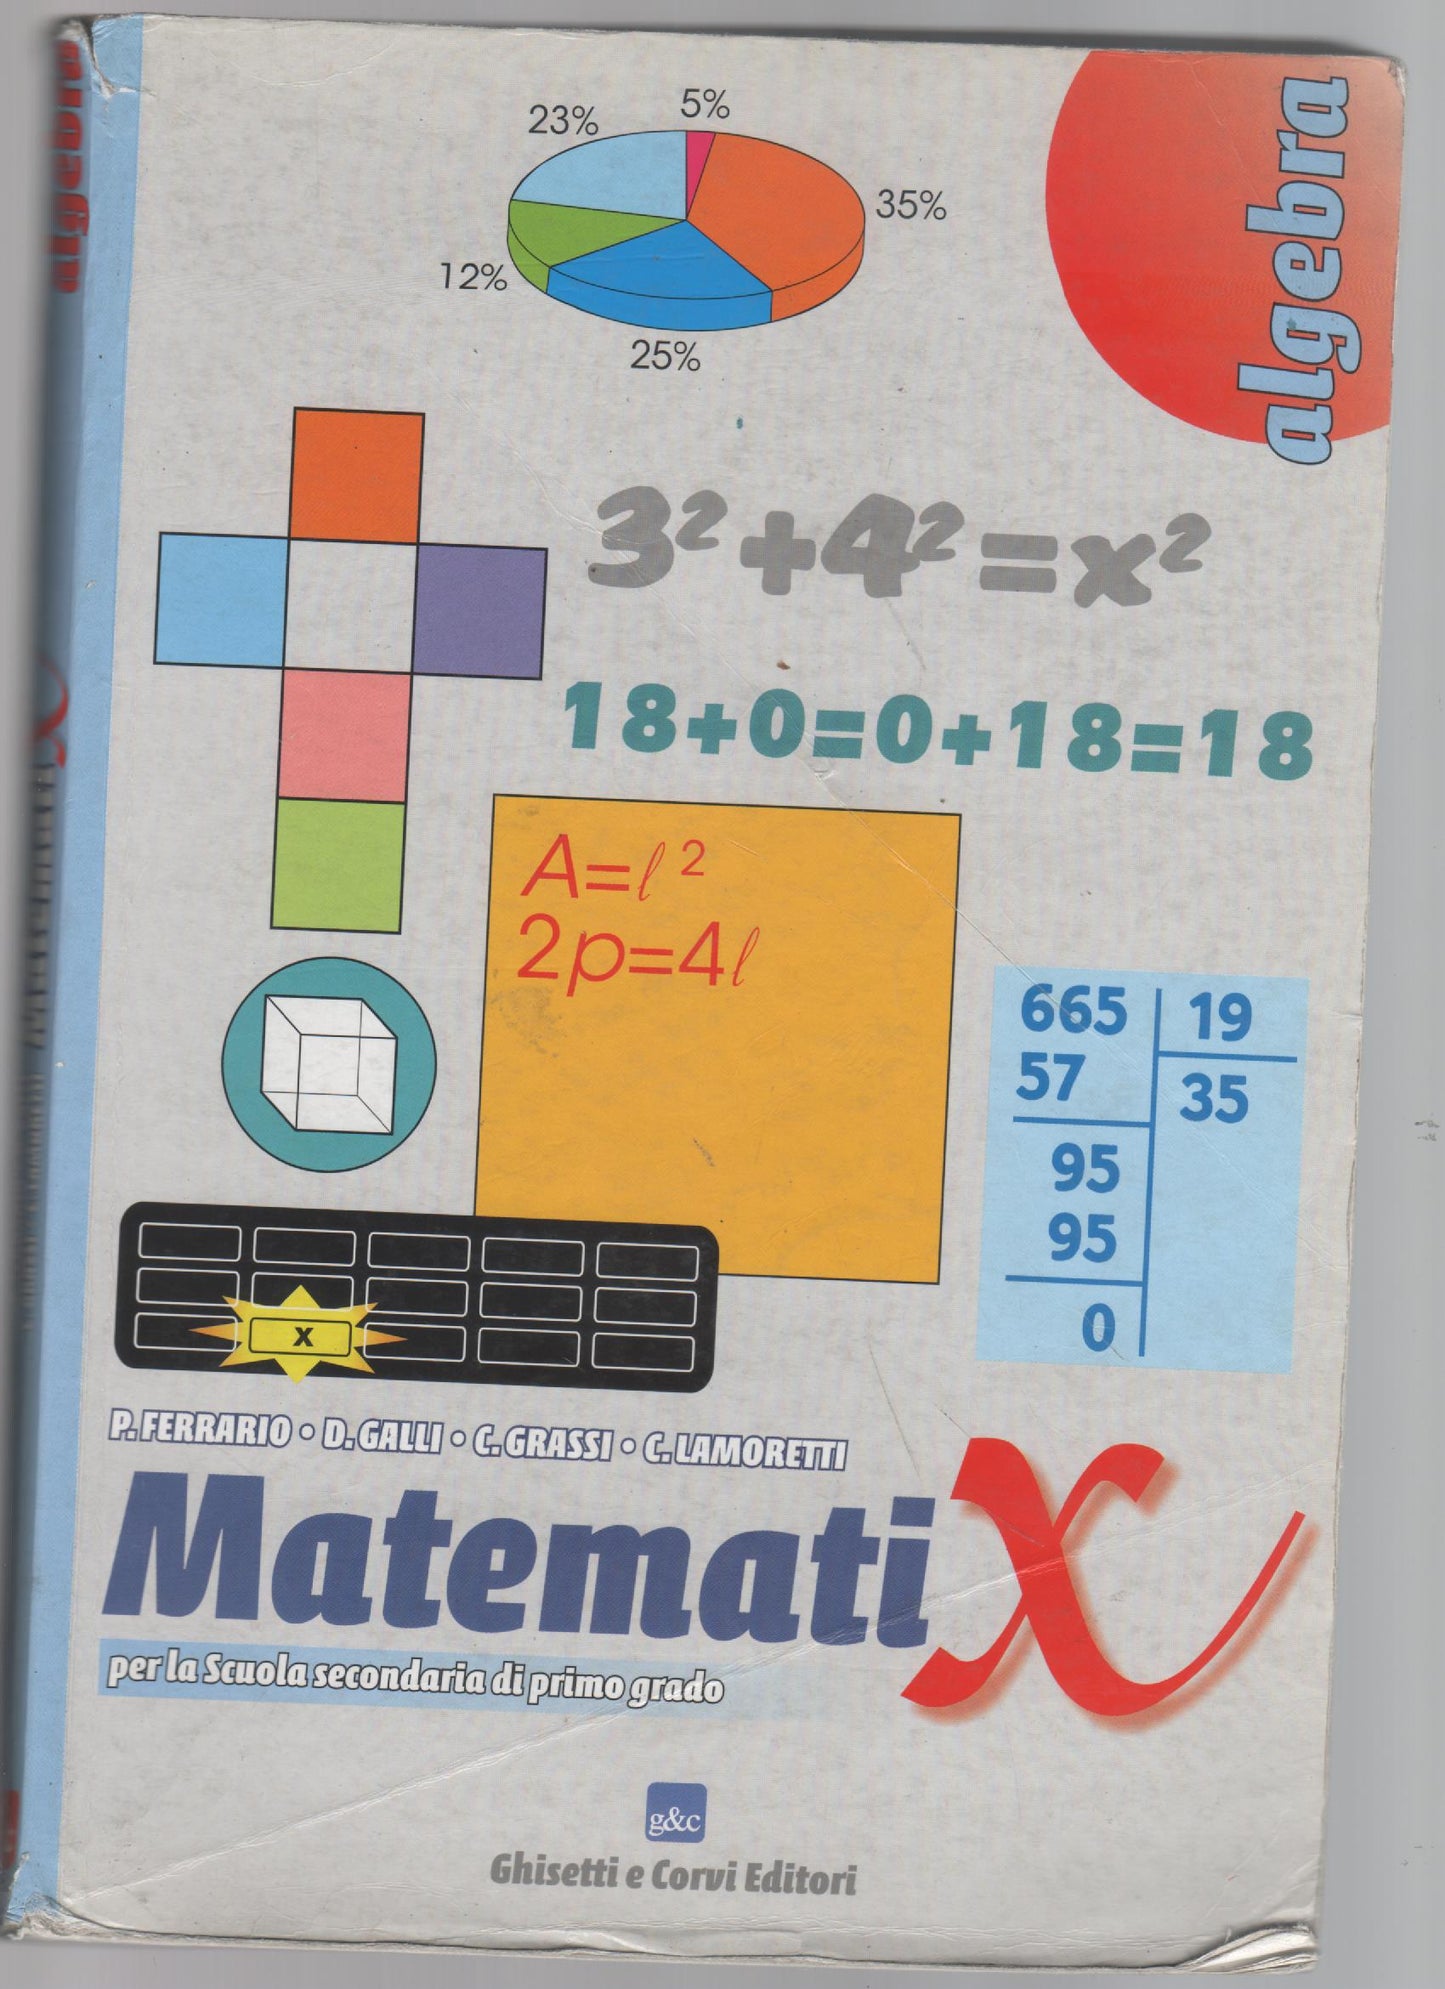 algebra
23%
5%
35%
12%
25%
algebra
3²+4²=x²
18+0=0+18=18
A=l²
2p=4l
665 19
57 35
95
95
0
x
P. FERRARIO • D. GALLI • C. GRASSI • C. LAMORETTI
Matematix
per la Scuola secondaria di primo grado
g&c
Ghisetti e Corvi Editori